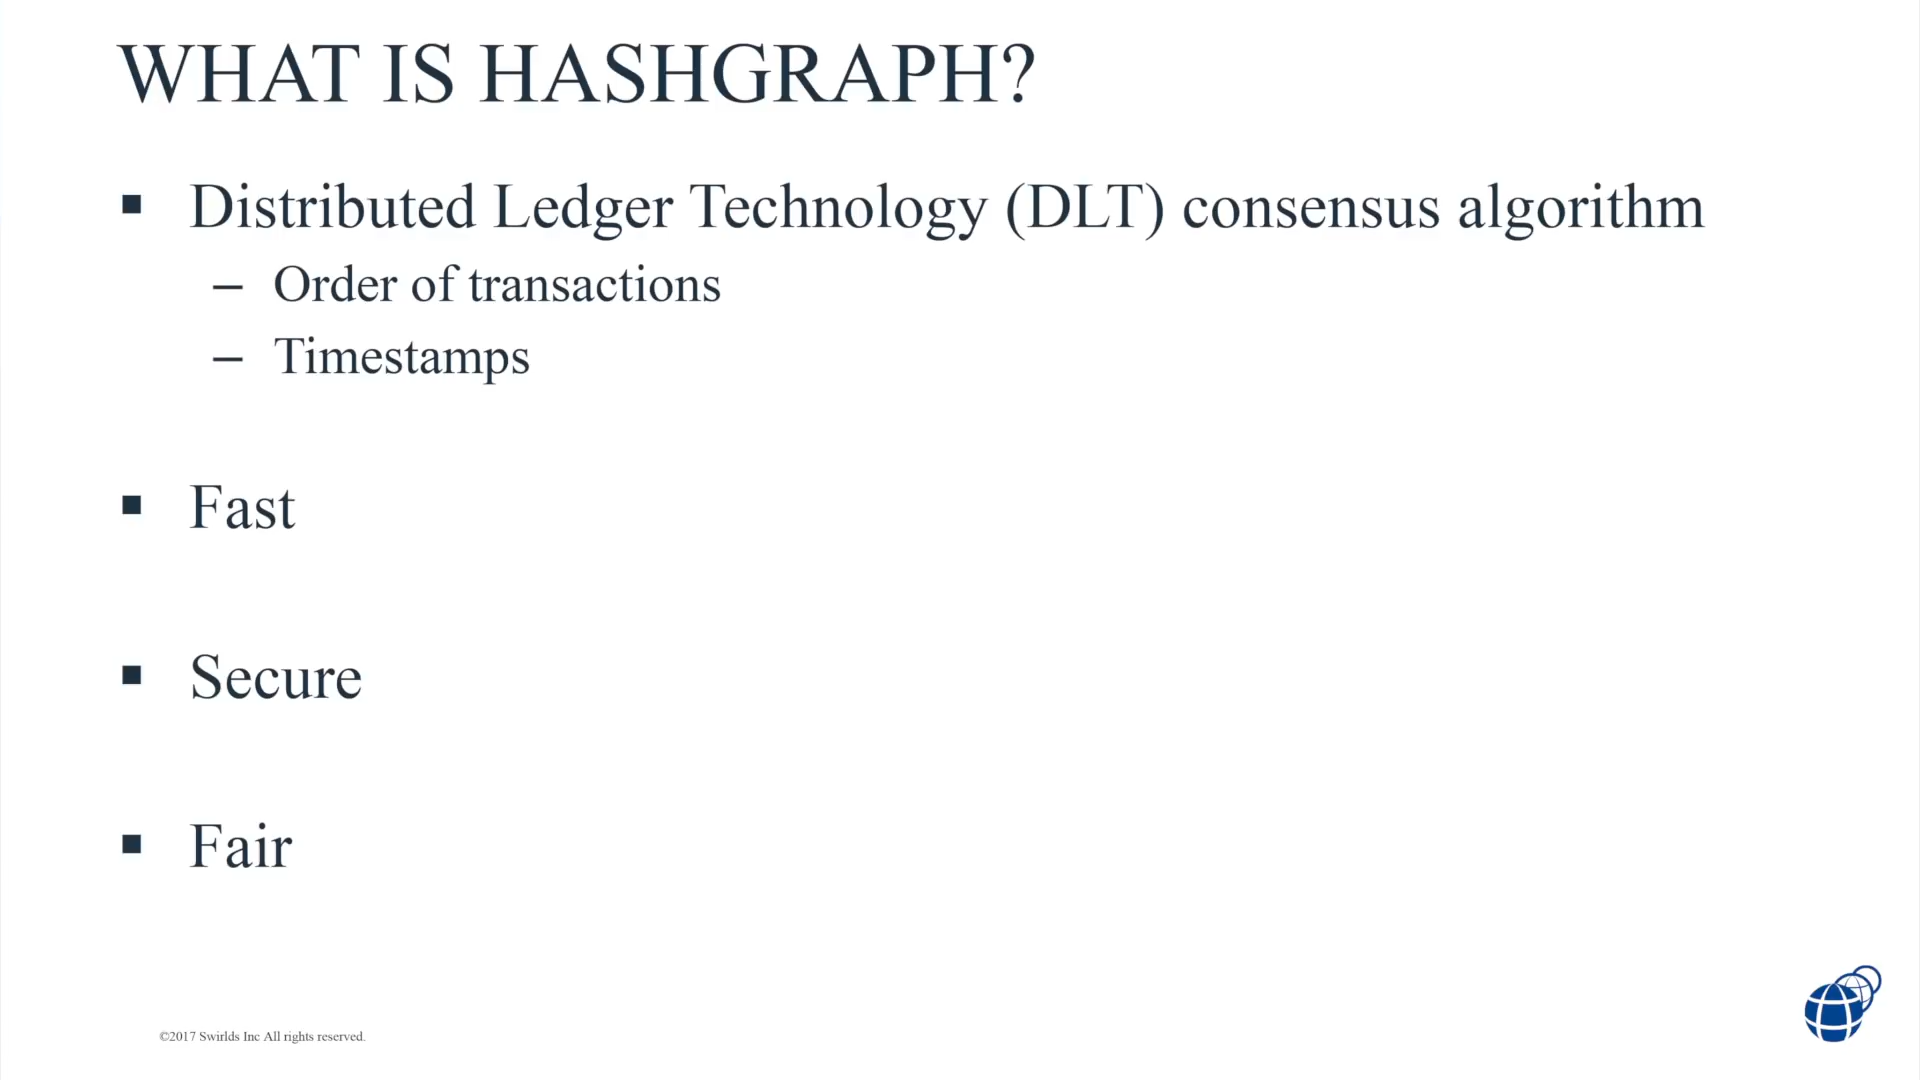 WHAT IS HASHGRAPH?
▪ Distributed Ledger Technology (DLT) consensus algorithm
– Order of transactions
– Timestamps
▪ Fast
▪ Secure
▪ Fair
©2017 Swirlds Inc All rights reserved.